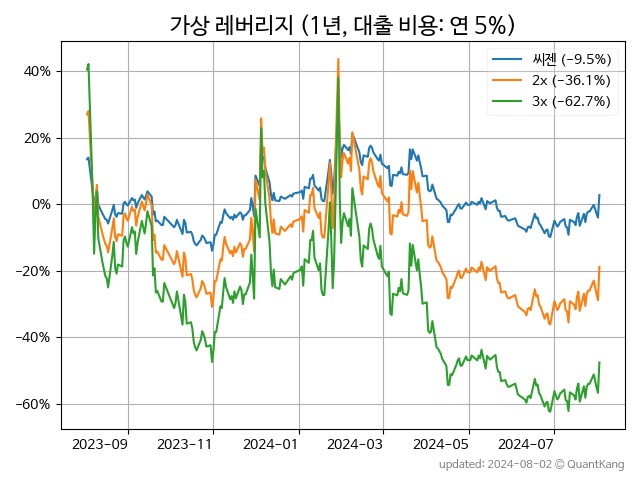 가상 레버리지 (1년, 대출 비용: 연 5%)
씨젠 (−9.5%)
2x (−36.1%)
3x (−62.7%)
40%
20%
0%
−20%
−40%
−60%
2023-09
2023-11
2024-01
2024-03
2024-05
2024-07
updated: 2024-08-02 © QuantKang